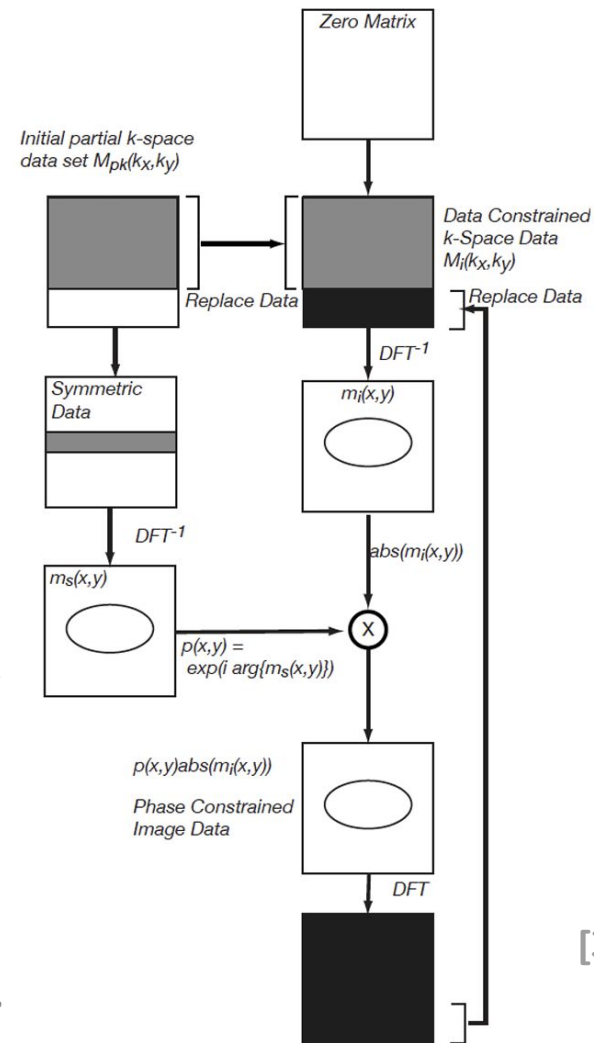 Zero Matrix
Initial partial k-space
data set Mpk(kx,ky)
Data Constrained
k-Space Data
Mi(kx,ky)
Replace Data
Replace Data
DFT-1
Symmetric
Data
mi(x,y)
DFT-1
abs(mi(x,y))
ms(x,y)
X
p(x,y) =
exp(i arg{ms(x,y)})
p(x,y)abs(mi(x,y))
Phase Constrained
Image Data
DFT